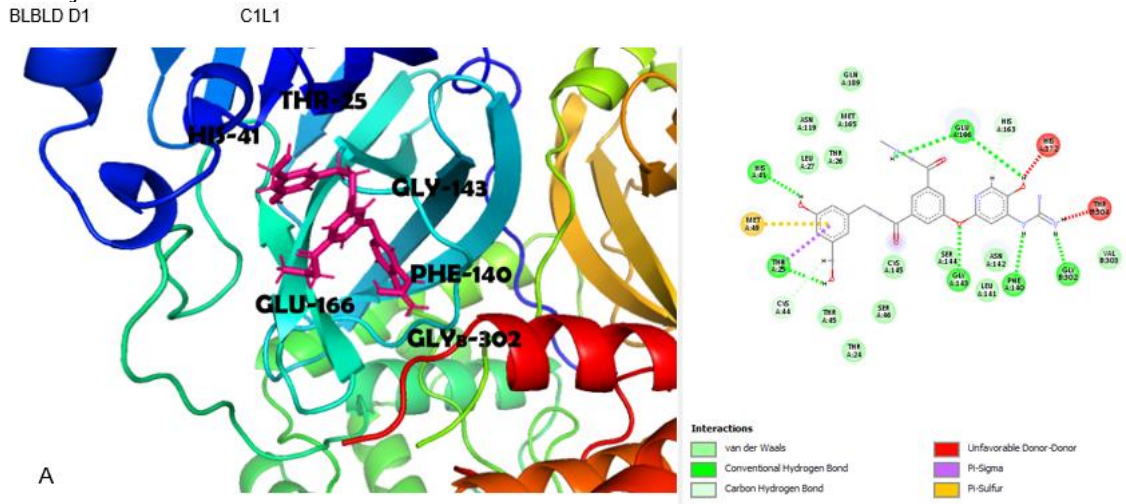 BLBLD D1 C1L1
THR-25
HIS-41
GLY-143
PHE-140
GLU-166
GLYB-302
A
GLN
A:189
ASN
A:119
MET
A:165
LEU
A:27
THR
A:26
GLU
A:166
HIS
A:163
HIS
HIS
A:41
MET
A:49
THR
A:25
THR
B:304
CYS
A:145
SER
A:144
ASN
A:142
VAL
B:303
GLY
A:143
LEU
A:141
PHE
A:140
GLY
B:302
CYS
A:44
THR
A:45
SER
A:46
THR
A:24
Interactions
van der Waals
Conventional Hydrogen Bond
Carbon Hydrogen Bond
Unfavorable Donor-Donor
Pi-Sigma
Pi-Sulfur